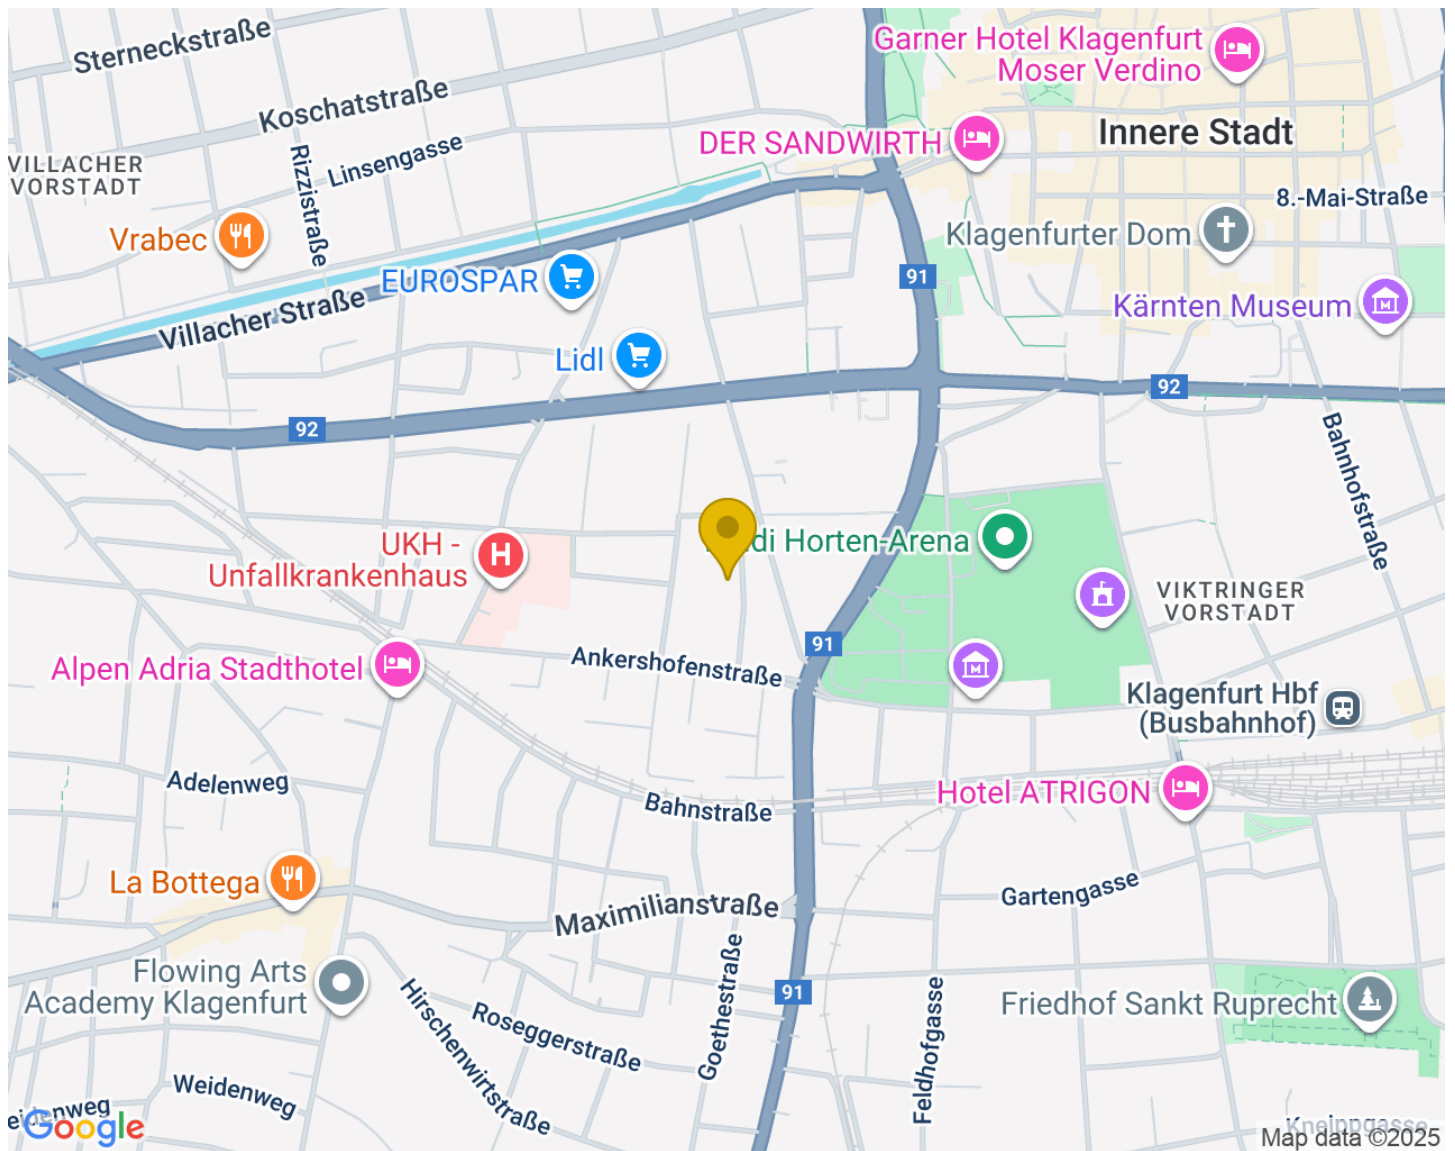 Sterneckstraße
Garner Hotel Klagenfurt
Moser Verdino
Koschatstraße
Innere Stadt
DER SANDWIRTH
VILLACHER
VORSTADT
Rizzistraße
Linsengasse
8.-Mai-Straße
Vrabec
Klagenfurter Dom
EUROSPAR
91
Villacher Straße
Kärnten Museum
Lidl
92
92
Bahnhofstraße
UKH -
Unfallkrankenhaus
di Horten-Arena
VIKTRINGER
VORSTADT
91
Ankershofenstraße
Alpen Adria Stadthotel
Klagenfurt Hbf
(Busbahnhof)
Adelenweg
Hotel ATRIGON
Bahnstraße
La Bottega
Gartengasse
Maximilianstraße
Flowing Arts
Academy Klagenfurt
Goethestraße
91
Hirschenwirtstraße
Roseggerstraße
Feldhofgasse
Friedhof Sankt Ruprecht
Weidenweg
eidenweg
Google
Kneippgasse
Map data ©2025